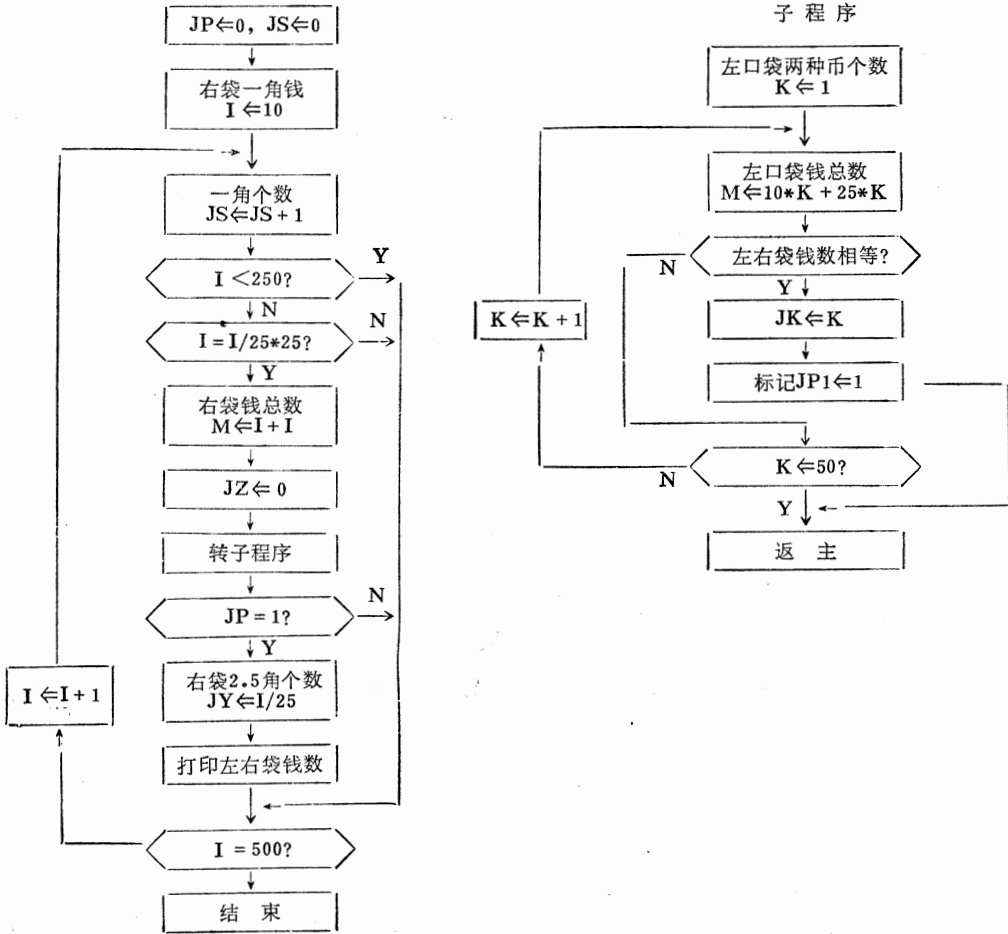 JP⇐0, JS⇐0
右袋一角钱
I⇐10
一角个数
JS⇐JS+1
I<250?
Y
N
I=I/25*25?
N
Y
右袋钱总数
M⇐I+I
JZ⇐0
转子程序
JP=1?
N
Y
右袋2.5角个数
JY⇐I/25
I⇐I+1
打印左右袋钱数
I=500?
结 束
子 程 序
左口袋两种币个数
K⇐1
左口袋钱总数
M⇐10*K+25*K
左右袋钱数相等?
N
Y
K⇐K+1
JK⇐K
标记JP1⇐1
K⇐50?
N
Y
返 主